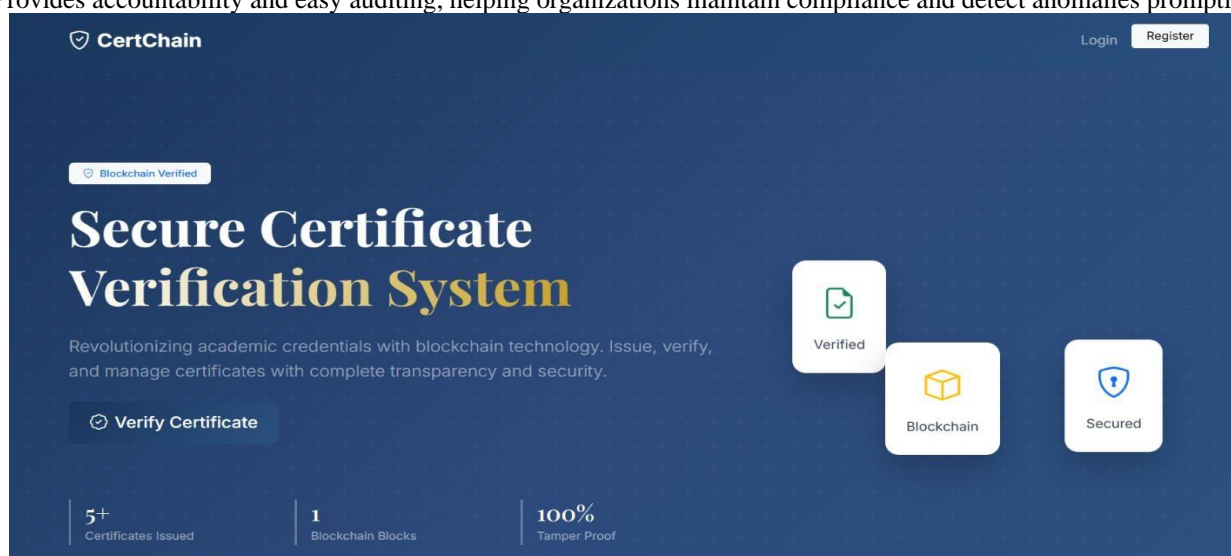 rovides accountability and easy auditing, helping organizations maintain compliance and detect anomalies promptl
CertChain
Login
Register
Blockchain Verified
Secure Certificate
Verification System
Revolutionizing academic credentials with blockchain technology. Issue, verify,
and manage certificates with complete transparency and security.
Verify Certificate
Verified
Blockchain
Secured
5+
Certificates Issued
1
Blockchain Blocks
100%
Tamper Proof